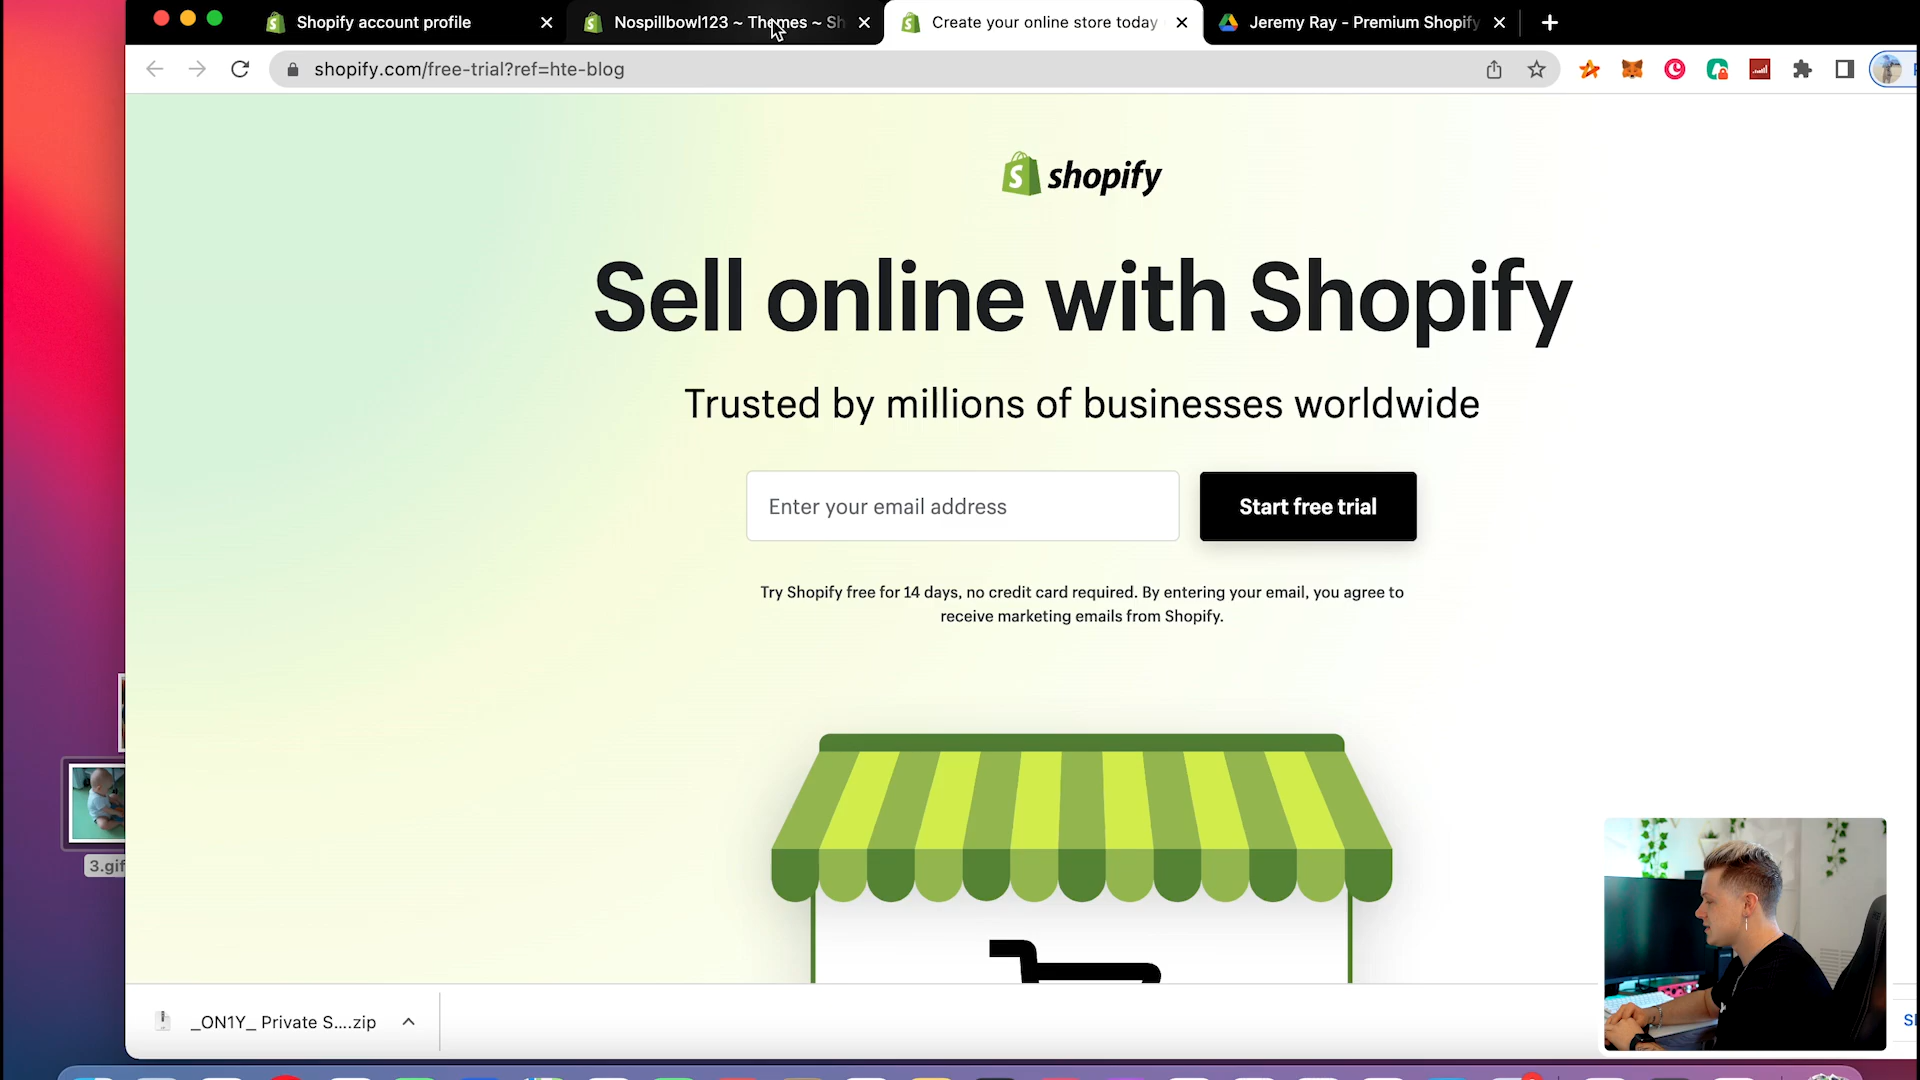 Shopify account profile
Nospillbowl123 ~ Themes ~ Sh
Create your online store today
Jeremy Ray - Premium Shopify
shopify.com/free-trial?ref=hte-blog
shopify
Sell online with Shopify
Trusted by millions of businesses worldwide
Enter your email address
Start free trial
Try Shopify free for 14 days, no credit card required. By entering your email, you agree to
receive marketing emails from Shopify.
3.gif
_ON1Y_ Private S....zip